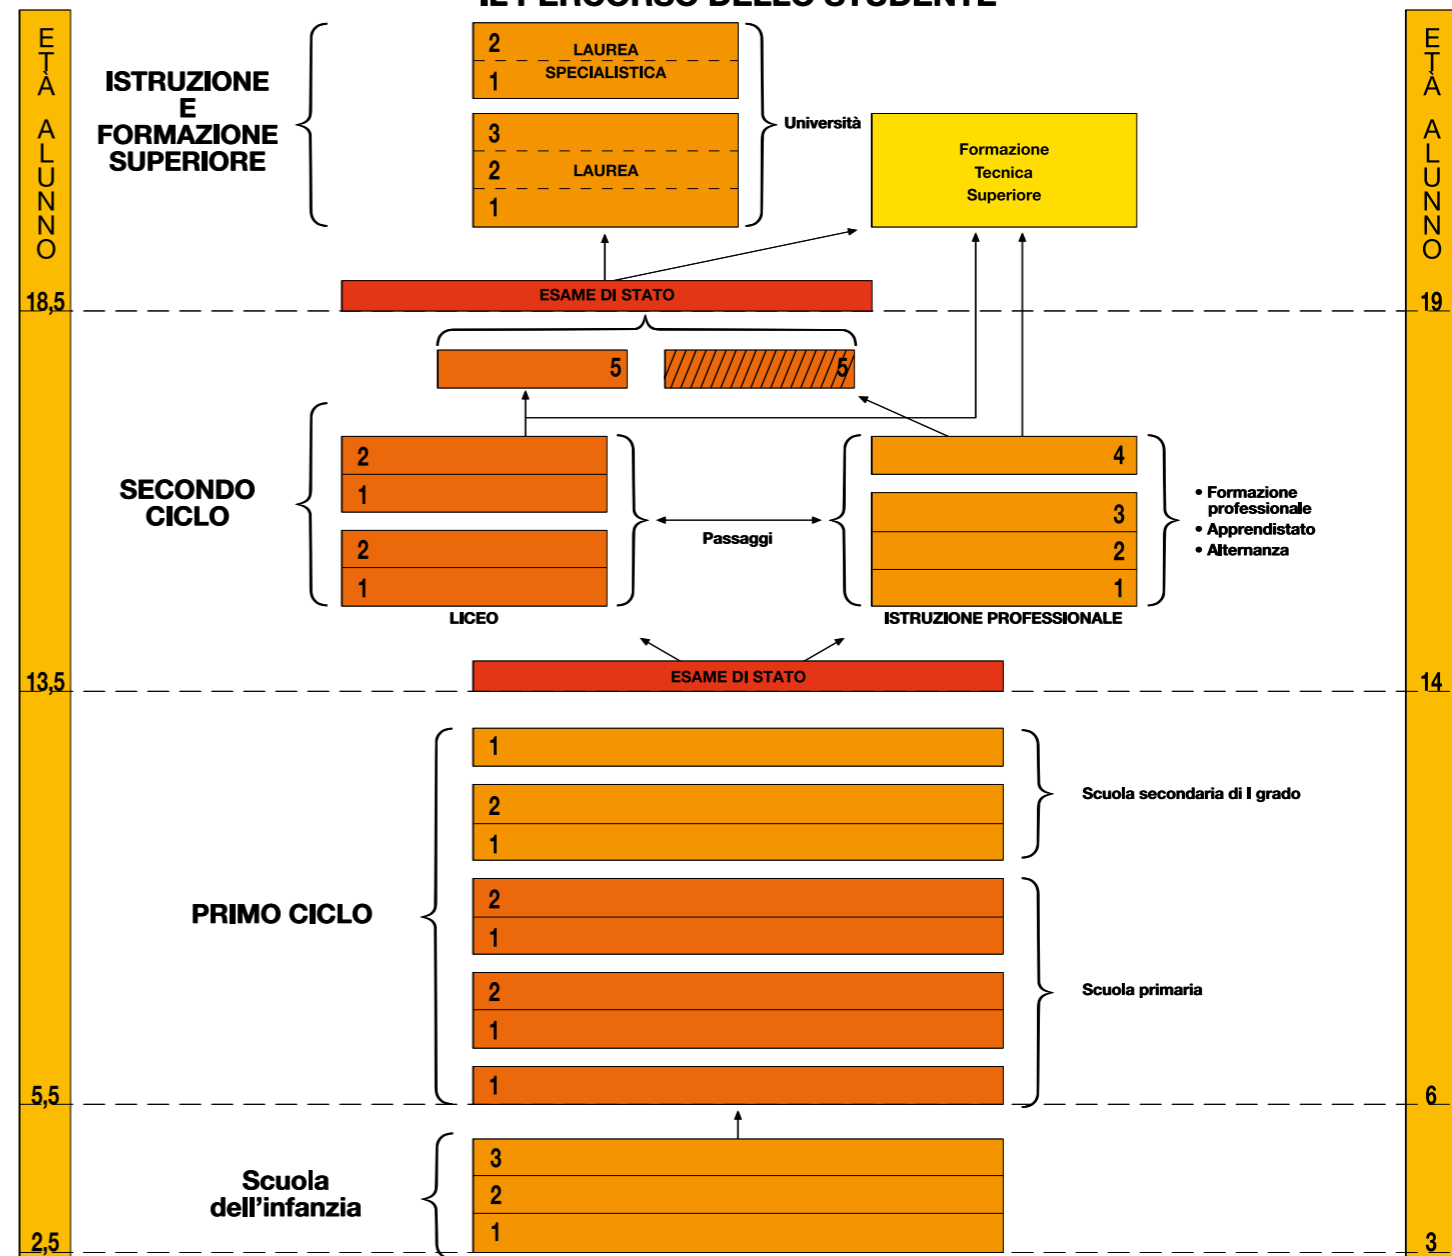 IL PERCORSO DELLO STUDENTE
ETÀ ALUNNO
ETÀ ALUNNO
ISTRUZIONE
E
FORMAZIONE
SUPERIORE
2
LAUREA
SPECIALISTICA
1
3
2
LAUREA
1
Università
Formazione
Tecnica
Superiore
18,5
ESAME DI STATO
19
5
5
SECONDO
CICLO
2
1
2
1
LICEO
Passaggi
4
3
2
1
ISTRUZIONE PROFESSIONALE
• Formazione
professionale
• Apprendistato
• Alternanza
13,5
ESAME DI STATO
14
PRIMO CICLO
1
2
1
Scuola secondaria di I grado
2
1
2
1
1
Scuola primaria
5,5
6
Scuola
dell'infanzia
3
2
1
2,5
3